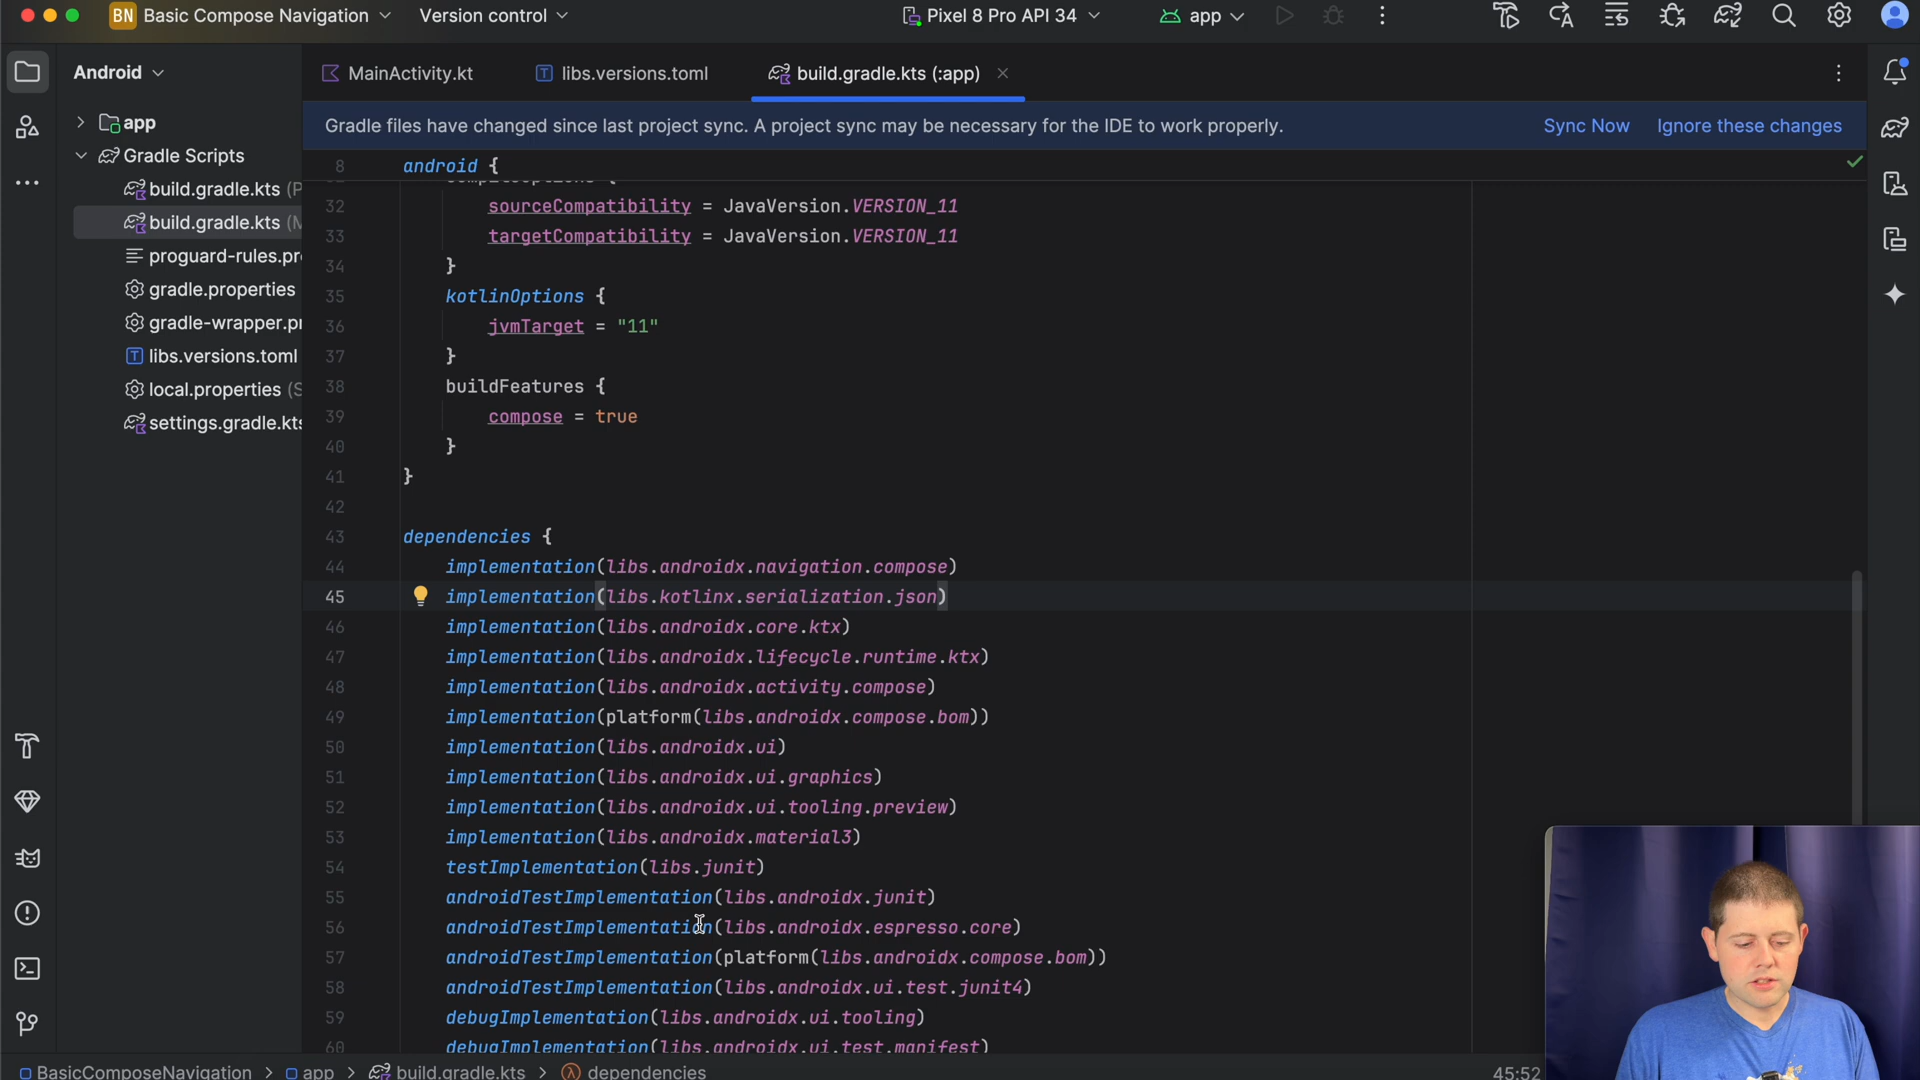 BN Basic Compose Navigation Version control Pixel 8 Pro API 34 app
Android MainActivity.kt libs.versions.toml build.gradle.kts (:app)
app
Gradle Scripts
build.gradle.kts (P
build.gradle.kts (M
proguard-rules.pr
gradle.properties
gradle-wrapper.pr
libs.versions.toml
local.properties (S
settings.gradle.kts
Gradle files have changed since last project sync. A project sync may be necessary for the IDE to work properly. Sync Now Ignore these changes
8 android {
32 sourceCompatibility = JavaVersion.VERSION_11
33 targetCompatibility = JavaVersion.VERSION_11
34 }
35 kotlinOptions {
36 jvmTarget = "11"
37 }
38 buildFeatures {
39 compose = true
40 }
41 }
42
43 dependencies {
44 implementation(libs.androidx.navigation.compose)
45 implementation(libs.kotlinx.serialization.json)
46 implementation(libs.androidx.core.ktx)
47 implementation(libs.androidx.lifecycle.runtime.ktx)
48 implementation(libs.androidx.activity.compose)
49 implementation(platform(libs.androidx.compose.bom))
50 implementation(libs.androidx.ui)
51 implementation(libs.androidx.ui.graphics)
52 implementation(libs.androidx.ui.tooling.preview)
53 implementation(libs.androidx.material3)
54 testImplementation(libs.junit)
55 androidTestImplementation(libs.androidx.junit)
56 androidTestImplementation(libs.androidx.espresso.core)
57 androidTestImplementation(platform(libs.androidx.compose.bom))
58 androidTestImplementation(libs.androidx.ui.test.junit4)
59 debugImplementation(libs.androidx.ui.tooling)
60 debugImplementation(libs.androidx.ui.test.manifest)
BasicComposeNavigation > app > build.gradle.kts > dependencies 45:52